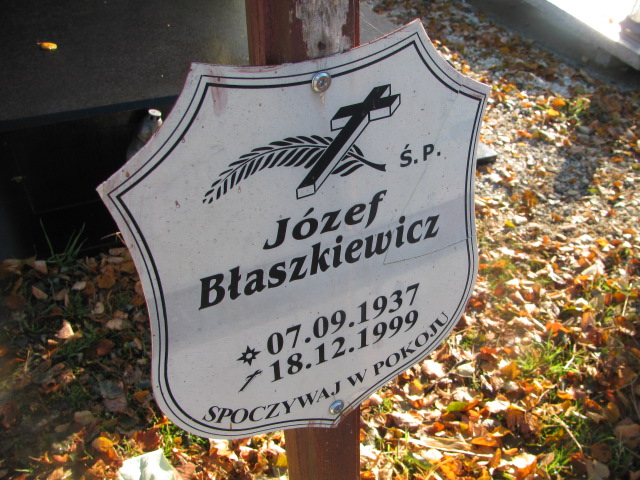 Ś.P.
Józef
Błaszkiewicz
07.09.1937
18.12.1999
SPOCZYWAJ W POKOJU